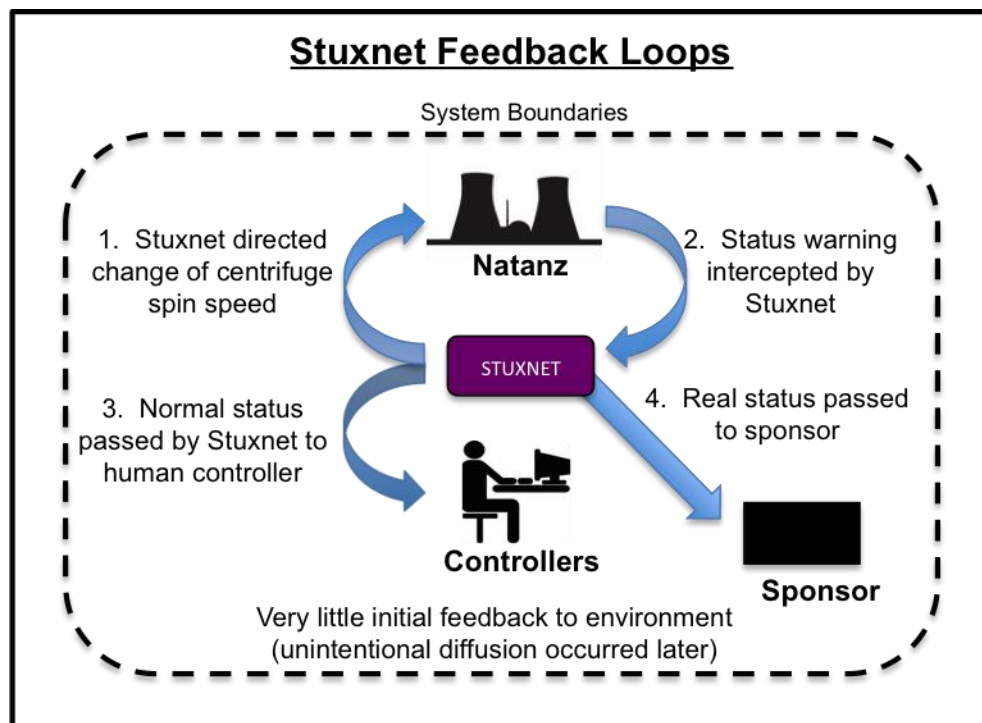 Stuxnet Feedback Loops
System Boundaries
1. Stuxnet directed
change of centrifuge
spin speed
Natanz
2. Status warning
intercepted by
Stuxnet
STUXNET
3. Normal status
passed by Stuxnet to
human controller
4. Real status passed
to sponsor
Controllers
Sponsor
Very little initial feedback to environment
(unintentional diffusion occurred later)